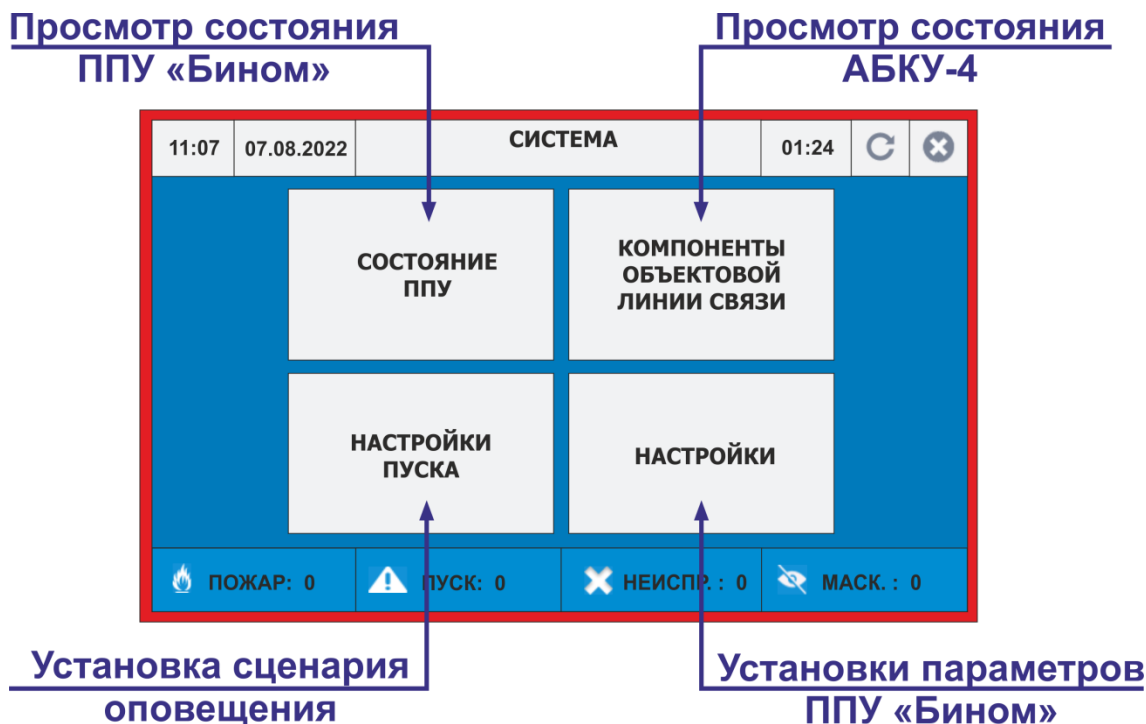 Просмотр состояния
ППУ «Бином»
Просмотр состояния
АБКУ-4
11:07
07.08.2022
СИСТЕМА
01:24
СОСТОЯНИЕ
ППУ
КОМПОНЕНТЫ
ОБЪЕКТОВОЙ
ЛИНИИ СВЯЗИ
НАСТРОЙКИ
ПУСКА
НАСТРОЙКИ
ПОЖАР: 0
ПУСК: 0
НЕИСПР. : 0
МАСК. : 0
Установка сценария
оповещения
Установки параметров
ППУ «Бином»